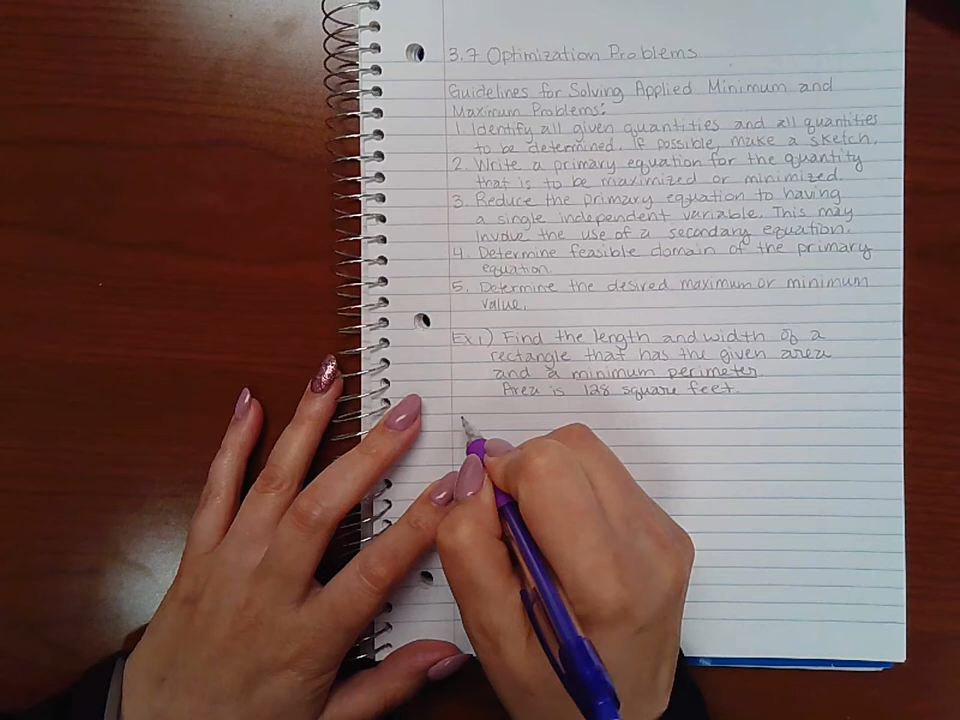 3.7 Optimization Problems
Guidelines for Solving Applied Minimum and
Maximum Problems:
1. Identify all given quantities and all quantities
to be determined. If possible, make a sketch.
2. Write a primary equation for the quantity
that is to be maximized or minimized.
3. Reduce the primary equation to having
a single independent variable. This may
involve the use of a secondary equation.
4. Determine feasible domain of the primary
equation.
5. Determine the desired maximum or minimum
value.
Ex1) Find the length and width of a
rectangle that has the given area
and a minimum perimeter.
Area is 128 square feet.